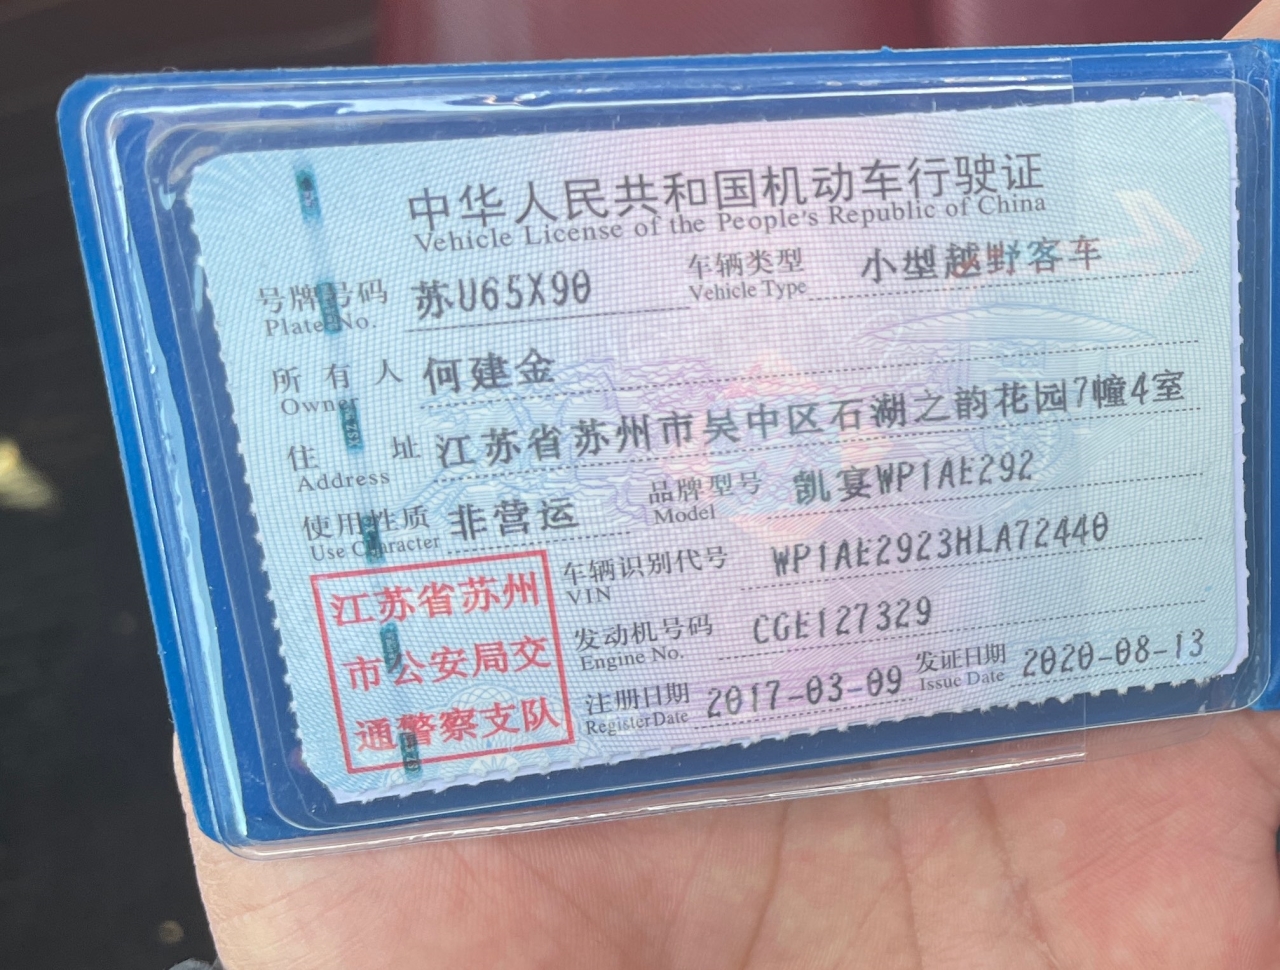 中华人民共和国机动车行驶证
Vehicle License of the People's Republic of China
号牌号码 苏U65X90 车辆类型 小型越野客车
Plate No. Vehicle Type
所有人 何建金
Owner
住址 江苏省苏州市吴中区石湖之韵花园7幢4室
Address
使用性质 非营运 品牌型号 凯宴WP1AE292
Use Character Model
车辆识别代号 WP1AE2923HLA72440
VIN
发动机号码 CGE127329
Engine No.
注册日期 2017-03-09 发证日期 2020-08-13
Register Date Issue Date
江苏省苏州
市公安局交
通警察支队